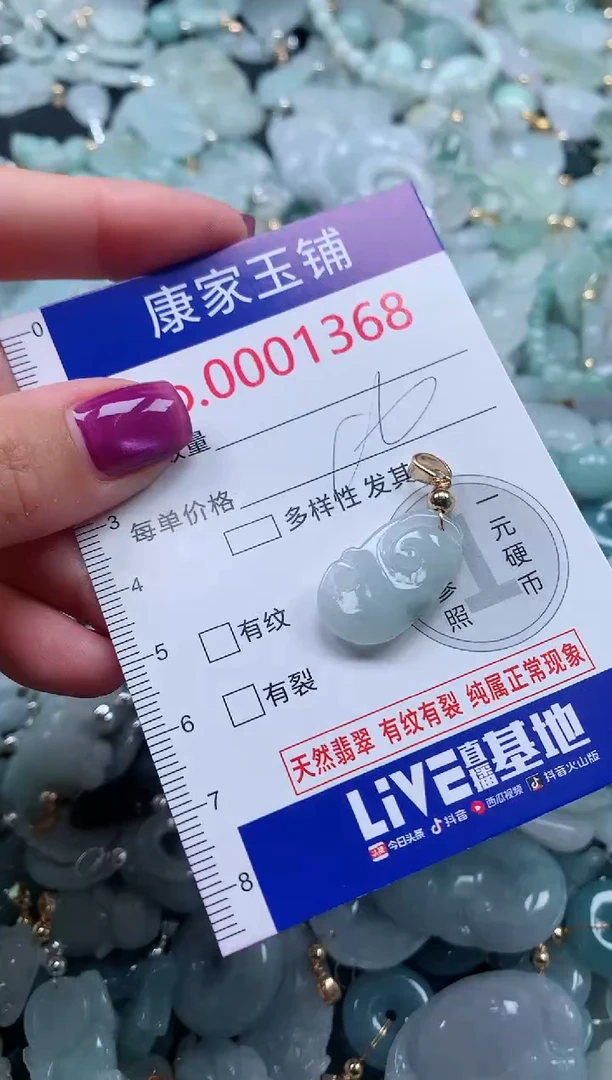 康家玉铺
o.0001368
数量
每单价格
多样性 发其
一元硬币
1
参照
有纹
有裂
天然翡翠 有纹有裂 纯属正常现象
LiVE直播基地
头条 今日头条 抖音 西瓜视频 抖音火山版
0
3
4
5
6
7
8